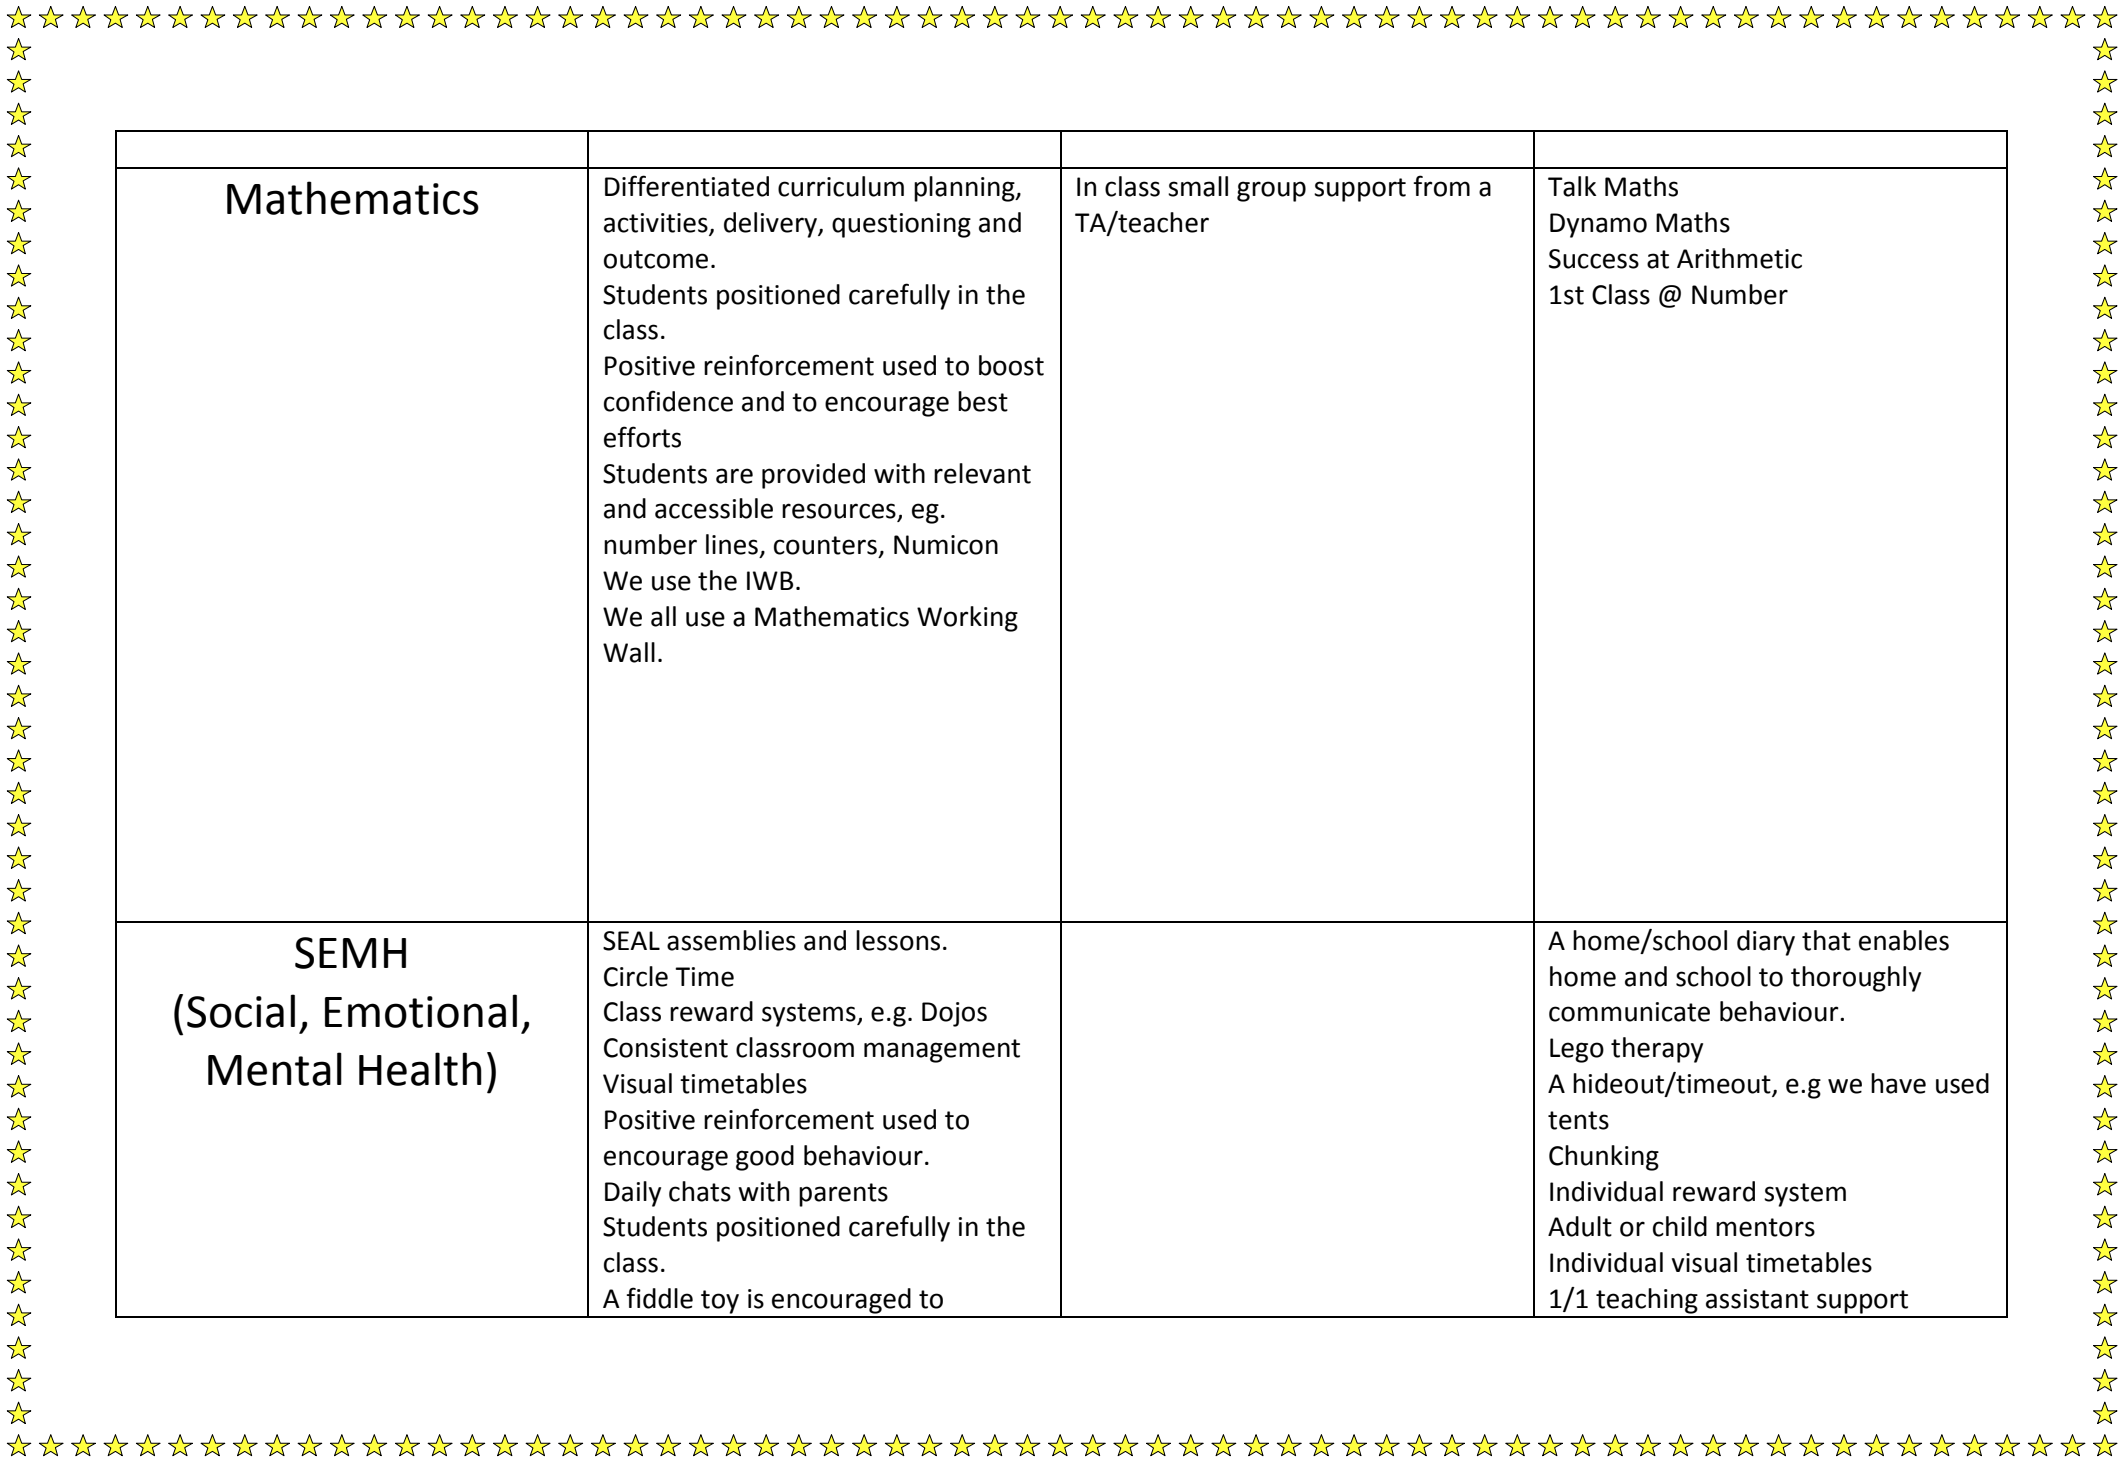 Mathematics
Differentiated curriculum planning,
activities, delivery, questioning and
outcome.
Students positioned carefully in the
class.
Positive reinforcement used to boost
confidence and to encourage best
efforts
Students are provided with relevant
and accessible resources, eg.
number lines, counters, Numicon
We use the IWB.
We all use a Mathematics Working
Wall.
In class small group support from a
TA/teacher
Talk Maths
Dynamo Maths
Success at Arithmetic
1st Class @ Number
SEMH
(Social, Emotional,
Mental Health)
SEAL assemblies and lessons.
Circle Time
Class reward systems, e.g. Dojos
Consistent classroom management
Visual timetables
Positive reinforcement used to
encourage good behaviour.
Daily chats with parents
Students positioned carefully in the
class.
A fiddle toy is encouraged to
A home/school diary that enables
home and school to thoroughly
communicate behaviour.
Lego therapy
A hideout/timeout, e.g we have used
tents
Chunking
Individual reward system
Adult or child mentors
Individual visual timetables
1/1 teaching assistant support